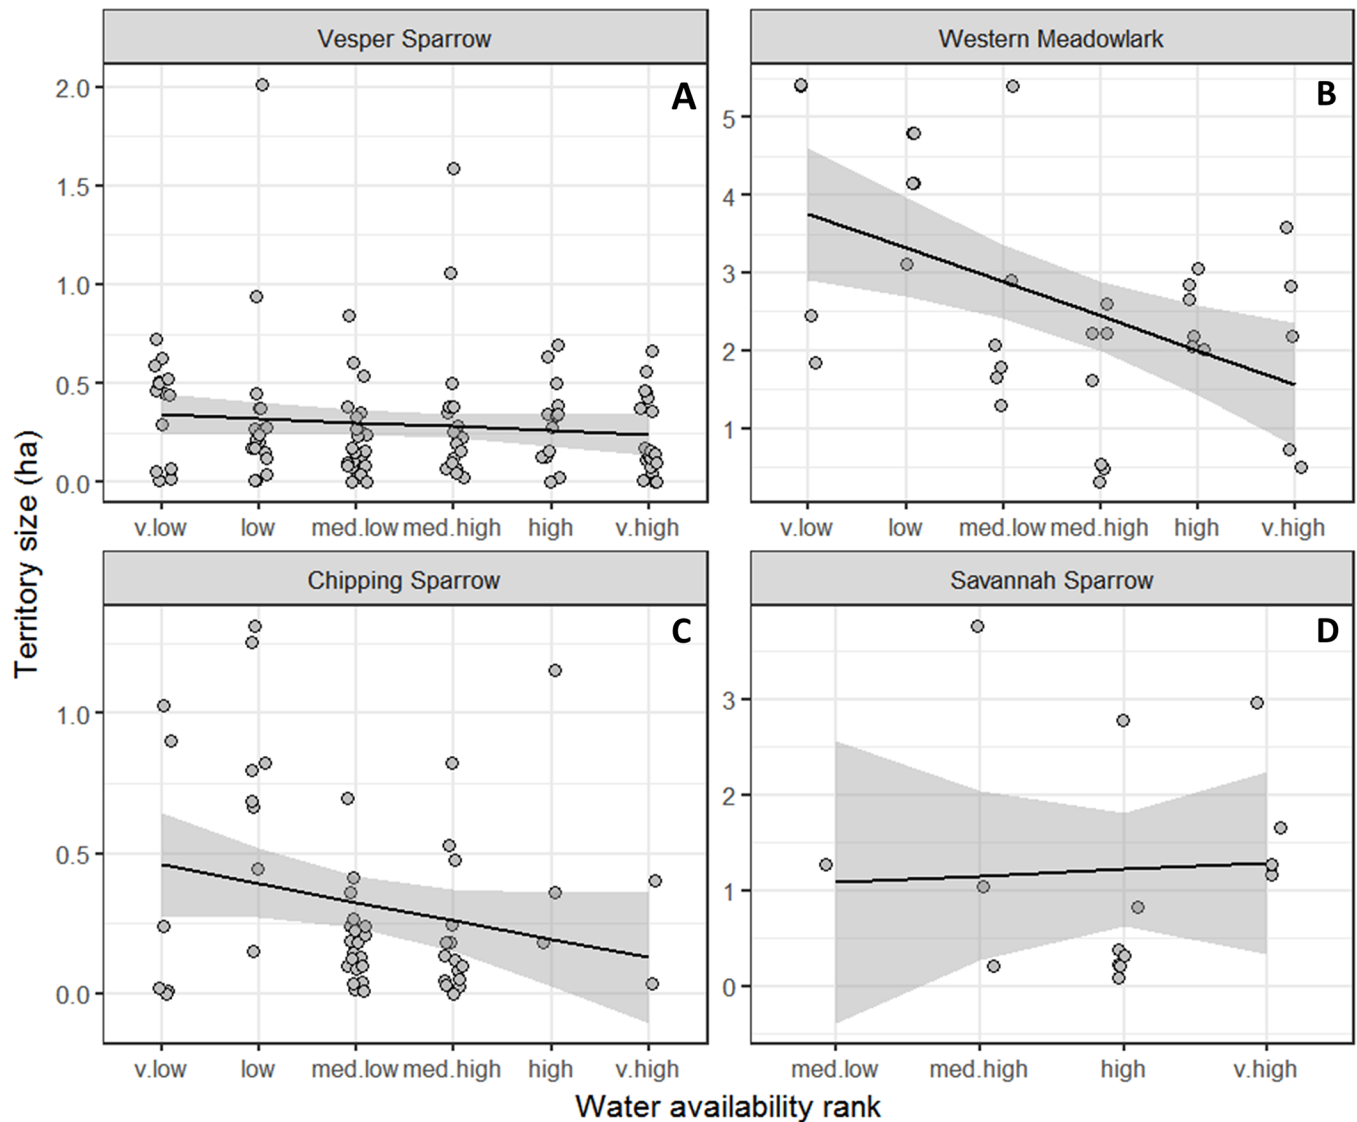 Vesper Sparrow
A
2.0
1.5
1.0
0.5
0.0
v.low low med.low med.high high v.high
Western Meadowlark
B
5
4
3
2
1
v.low low med.low med.high high v.high
Chipping Sparrow
C
1.0
0.5
0.0
v.low low med.low med.high high v.high
Savannah Sparrow
D
3
2
1
0
med.low med.high high v.high
Territory size (ha)
Water availability rank